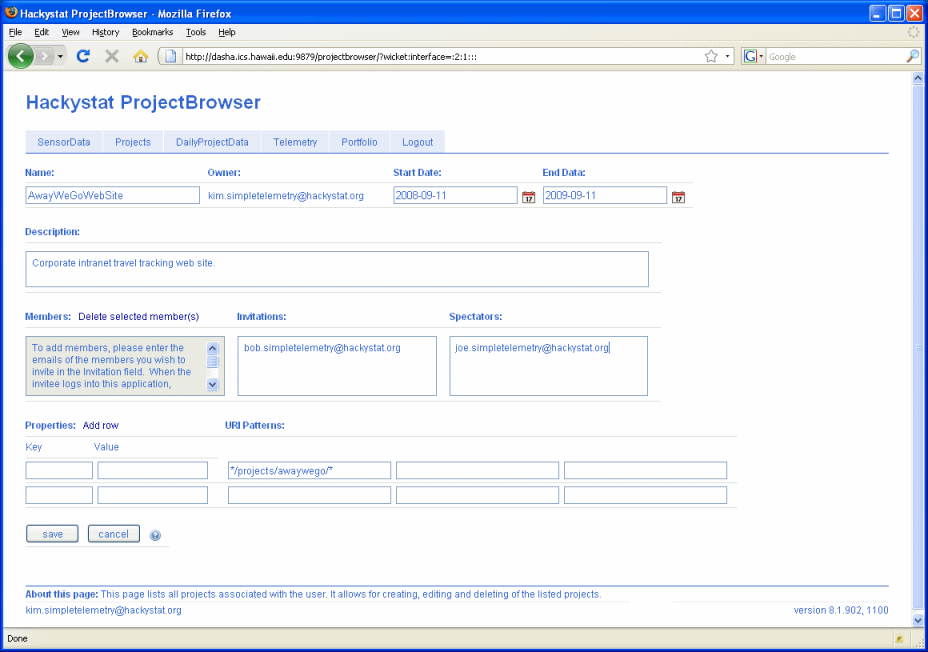 Hackystat ProjectBrowser - Mozilla Firefox
File Edit View History Bookmarks Tools Help
http://dasha.ics.hawaii.edu:9879/projectbrowser/?wicket:interface=:2:1::: G Google
Hackystat ProjectBrowser
SensorData Projects DailyProjectData Telemetry Portfolio Logout
Name: Owner: Start Date: End Data:
AwayWeGoWebSite kim.simpletelemetry@hackystat.org 2008-09-11 17 2009-09-11 17
Description:
Corporate intranet travel tracking web site.
Members: Delete selected member(s) Invitations: Spectators:
To add members, please enter the bob.simpletelemetry@hackystat.org joe.simpletelemetry@hackystat.org
emails of the members you wish to
invite in the Invitation field. When the
invitee logs into this application,
Properties: Add row URI Patterns:
Key Value
*/projects/awaywego/*
save cancel
About this page: This page lists all projects associated with the user. It allows for creating, editing and deleting of the listed projects.
kim.simpletelemetry@hackystat.org version 8.1.902, 1100
Done